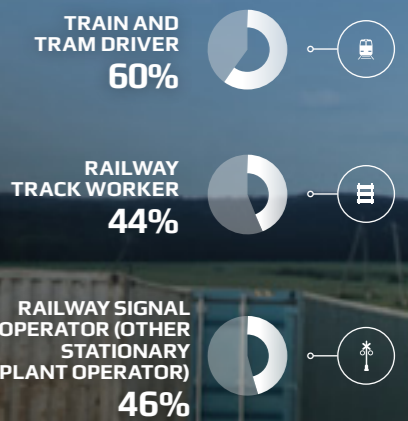 TRAIN AND
TRAM DRIVER
60%
RAILWAY
TRACK WORKER
44%
RAILWAY SIGNAL
OPERATOR (OTHER
STATIONARY
PLANT OPERATOR)
46%